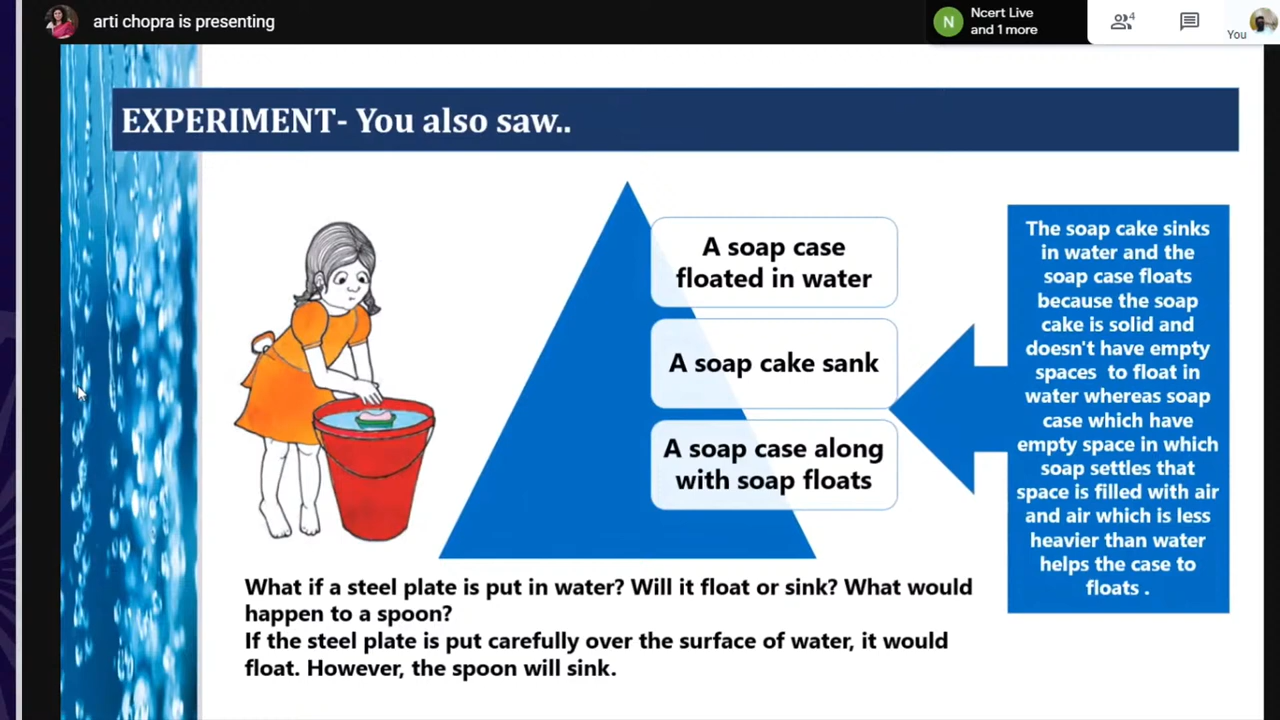 arti chopra is presenting
N
Ncert Live
and 1 more
4
You
EXPERIMENT- You also saw..
A soap case
floated in water
A soap cake sank
A soap case along
with soap floats
The soap cake sinks
in water and the
soap case floats
because the soap
cake is solid and
doesn't have empty
spaces to float in
water whereas soap
case which have
empty space in which
soap settles that
space is filled with air
and air which is less
heavier than water
helps the case to
floats .
What if a steel plate is put in water? Will it float or sink? What would
happen to a spoon?
If the steel plate is put carefully over the surface of water, it would
float. However, the spoon will sink.